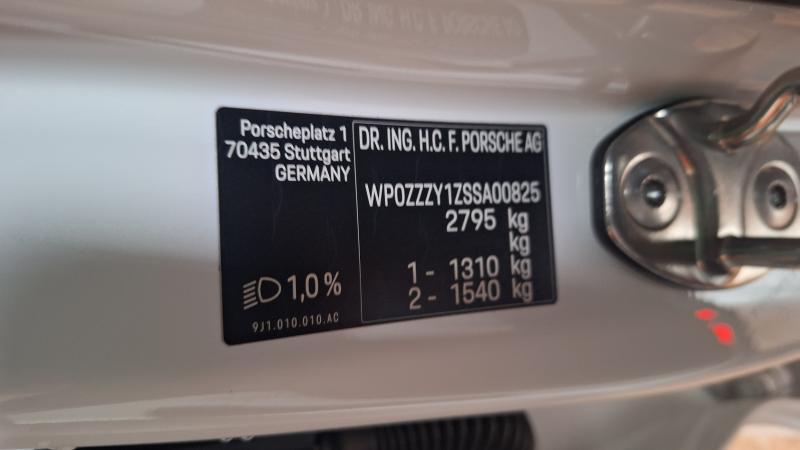 Porscheplatz 1
70435 Stuttgart
GERMANY
1,0 %
9J1.010.010.AC
DR. ING. H.C. F. PORSCHE AG
WP0ZZZY1ZSSA00825
2795 kg
kg
1 - 1310 kg
2 - 1540 kg